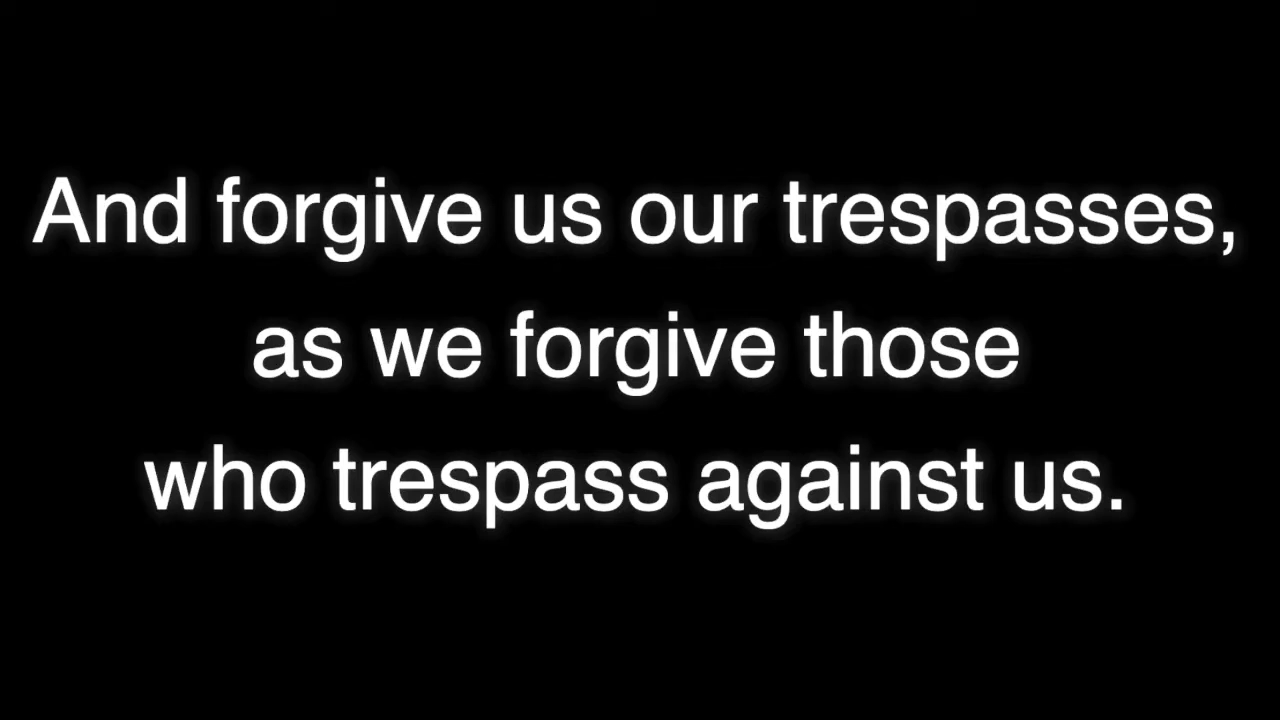 And forgive us our trespasses,
as we forgive those
who trespass against us.